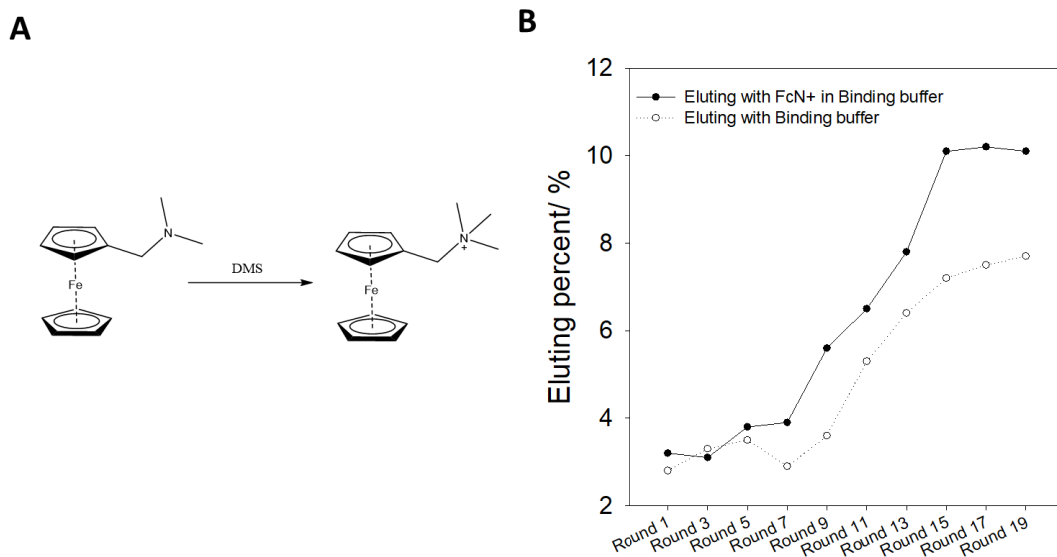 A
N
Fe
DMS
N
+
Fe
B
Eluting percent/ %
12
10
8
6
4
2
Eluting with FcN+ in Binding buffer
Eluting with Binding buffer
Round 1
Round 3
Round 5
Round 7
Round 9
Round 11
Round 13
Round 15
Round 17
Round 19